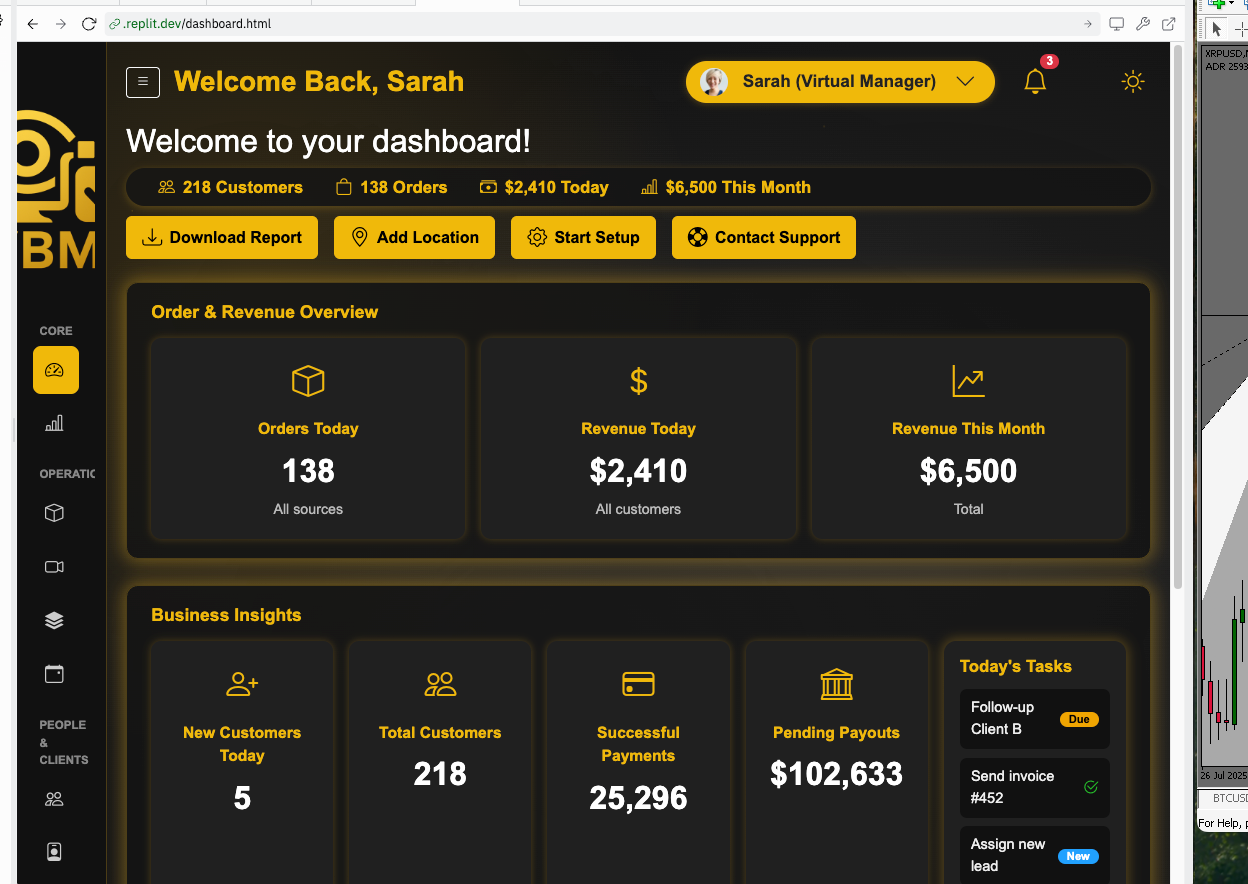 .replit.dev/dashboard.html
Welcome Back, Sarah
Sarah (Virtual Manager)
3
Welcome to your dashboard!
218 Customers
138 Orders
$2,410 Today
$6,500 This Month
Download Report
Add Location
Start Setup
Contact Support
BM
CORE
OPERATIC
PEOPLE
&
CLIENTS
Order & Revenue Overview
Orders Today
138
All sources
Revenue Today
$2,410
All customers
Revenue This Month
$6,500
Total
Business Insights
New Customers
Today
5
Total Customers
218
Successful
Payments
25,296
Pending Payouts
$102,633
Today's Tasks
Follow-up
Client B
Due
Send invoice
#452
Assign new
lead
New
XRPUSD,
ADR 2593
26 Jul 2025
BTCUSD
For Help, p